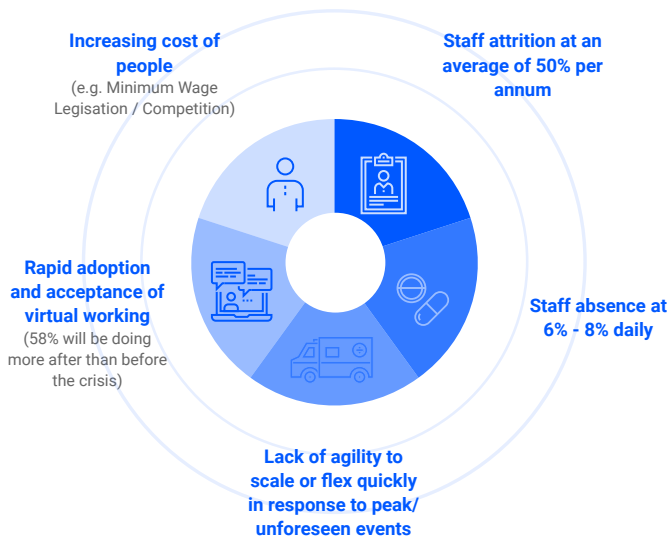 Increasing cost of
people
(e.g. Minimum Wage
Legisation / Competition)
Staff attrition at an
average of 50% per
annum
Rapid adoption
and acceptance of
virtual working
(58% will be doing
more after than before
the crisis)
Staff absence at
6% - 8% daily
Lack of agility to
scale or flex quickly
in response to peak/
unforeseen events